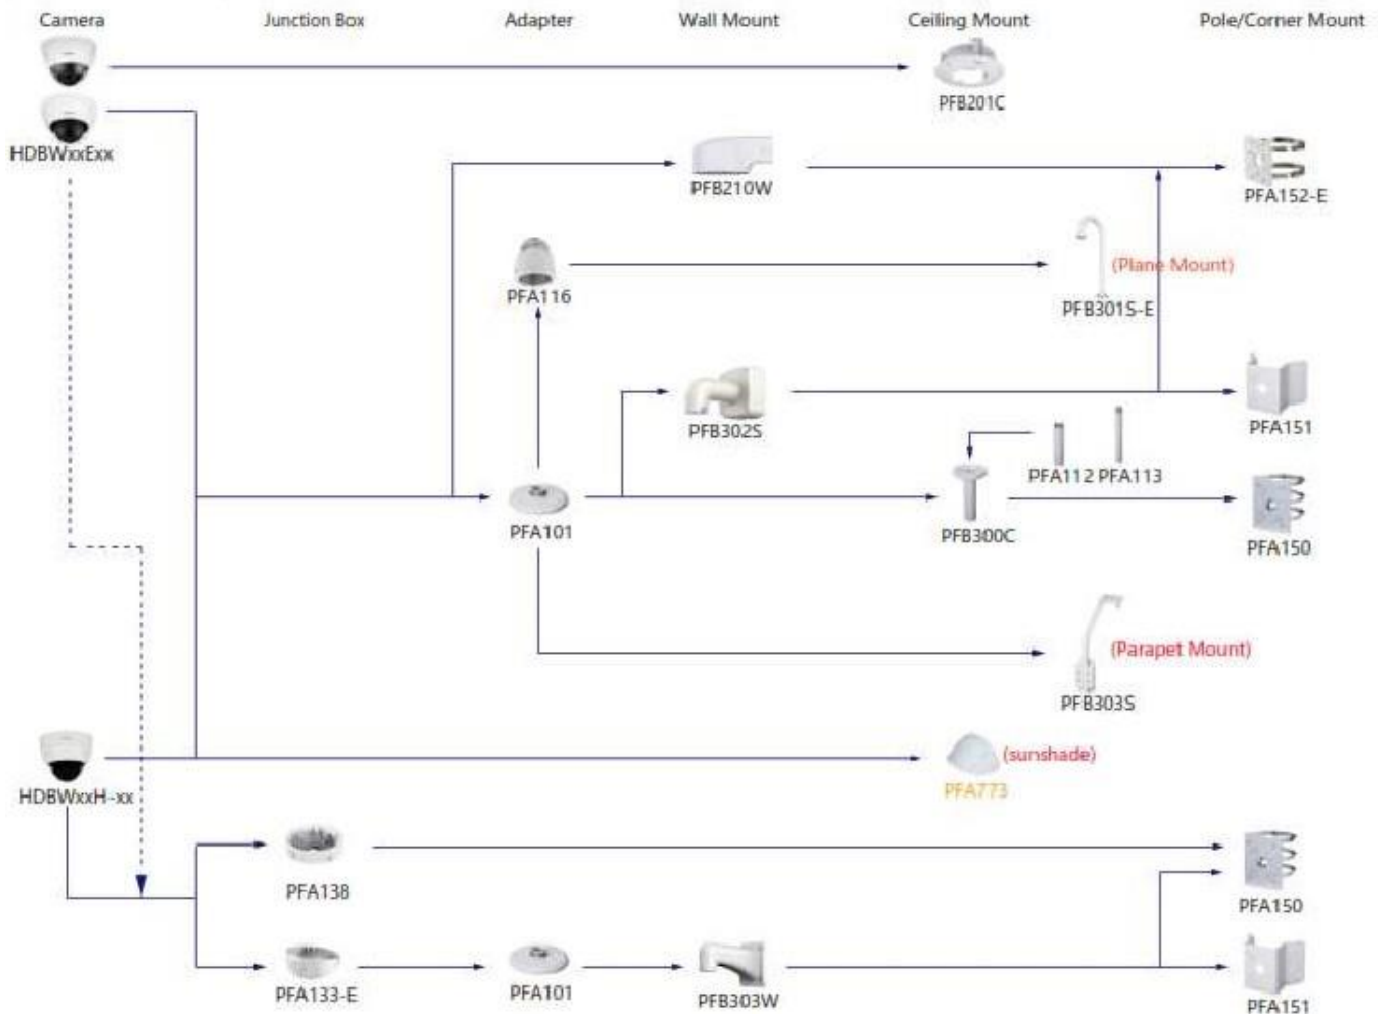 Camera Junction Box Adapter Wall Mount Ceiling Mount Pole/Corner Mount
PFB201C
HDBWxxExx
PFB210W
PFA152-E
(Plane Mount)
PFA116
PFB301S-E
PFB302S
PFA151
PFA112 PFA113
PFA101
PFB300C
PFA150
(Parapet Mount)
PFB303S
(sunshade)
PFA773
HDBWxxH-xx
PFA138
PFA150
PFA133-E
PFA101
PFB303W
PFA151